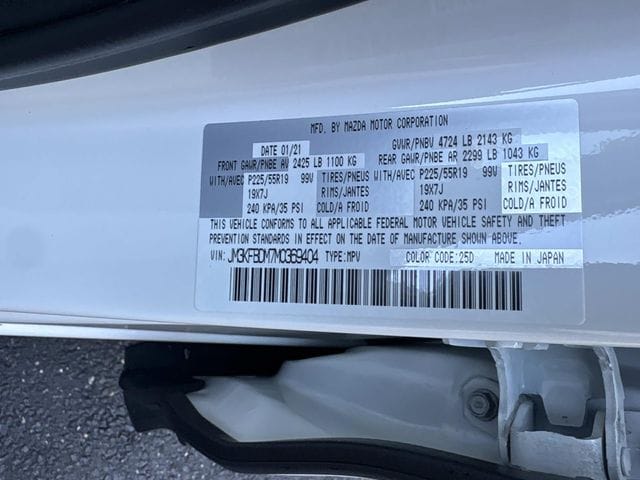 MFD. BY MAZDA MOTOR CORPORATION
DATE 01/21 GVWR/PNBV 4724 LB 2143 KG
FRONT GAWR/PNBE AV 2425 LB 1100 KG REAR GAWR/PNBE AR 2299 LB 1043 KG
WITH/AVEC P225/55R19 99V TIRES/PNEUS WITH/AVEC P225/55R19 99V TIRES/PNEUS
19X7J RIMS/JANTES 19X7J RIMS/JANTES
240 KPA/35 PSI COLD/A FROID 240 KPA/35 PSI COLD/A FROID
THIS VEHICLE CONFORMS TO ALL APPLICABLE FEDERAL MOTOR VEHICLE SAFETY AND THEFT
PREVENTION STANDARDS IN EFFECT ON THE DATE OF MANUFACTURE SHOWN ABOVE.
VIN: JM3KFBDM7M0369404 TYPE:MPV COLOR CODE:25D MADE IN JAPAN